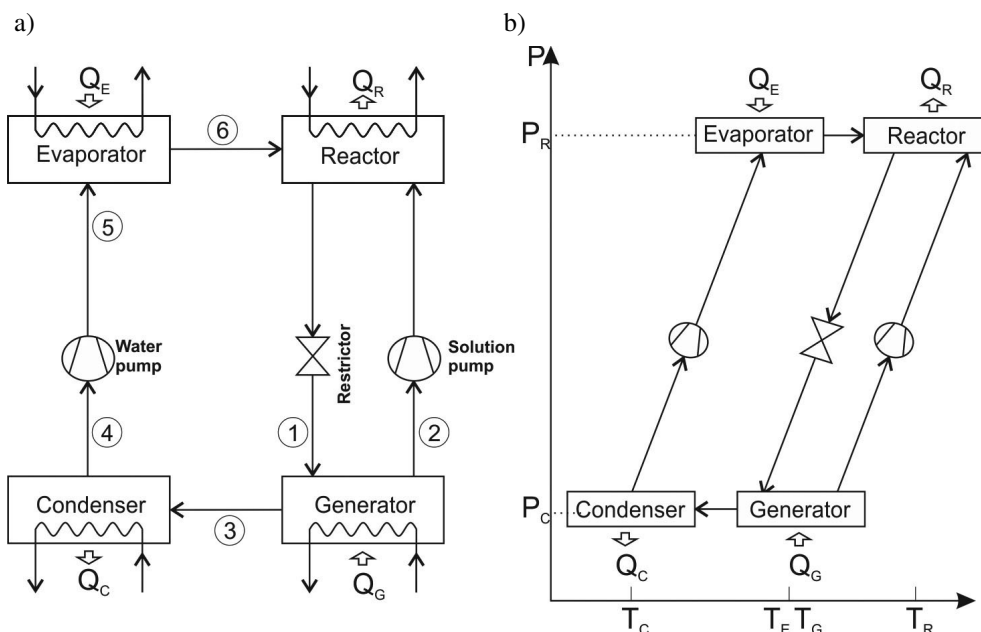 a)
Q_E
Q_R
Evaporator
⑥
Reactor
⑤
Water
pump
Restrictor
Solution
pump
④
①
②
Condenser
③
Generator
Q_C
Q_G
b)
P
Q_E
Q_R
P_R
Evaporator
Reactor
P_C
Condenser
Generator
Q_C
Q_G
T_C
T_E T_G
T_R